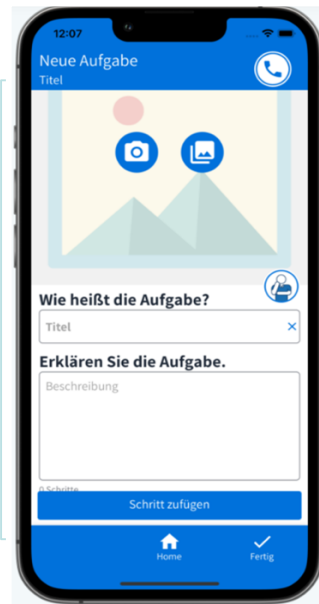 12:07
Neue Aufgabe
Titel
Wie heißt die Aufgabe?
Titel
Erklären Sie die Aufgabe.
Beschreibung
0 Schritte
Schritt zufügen
Home
Fertig